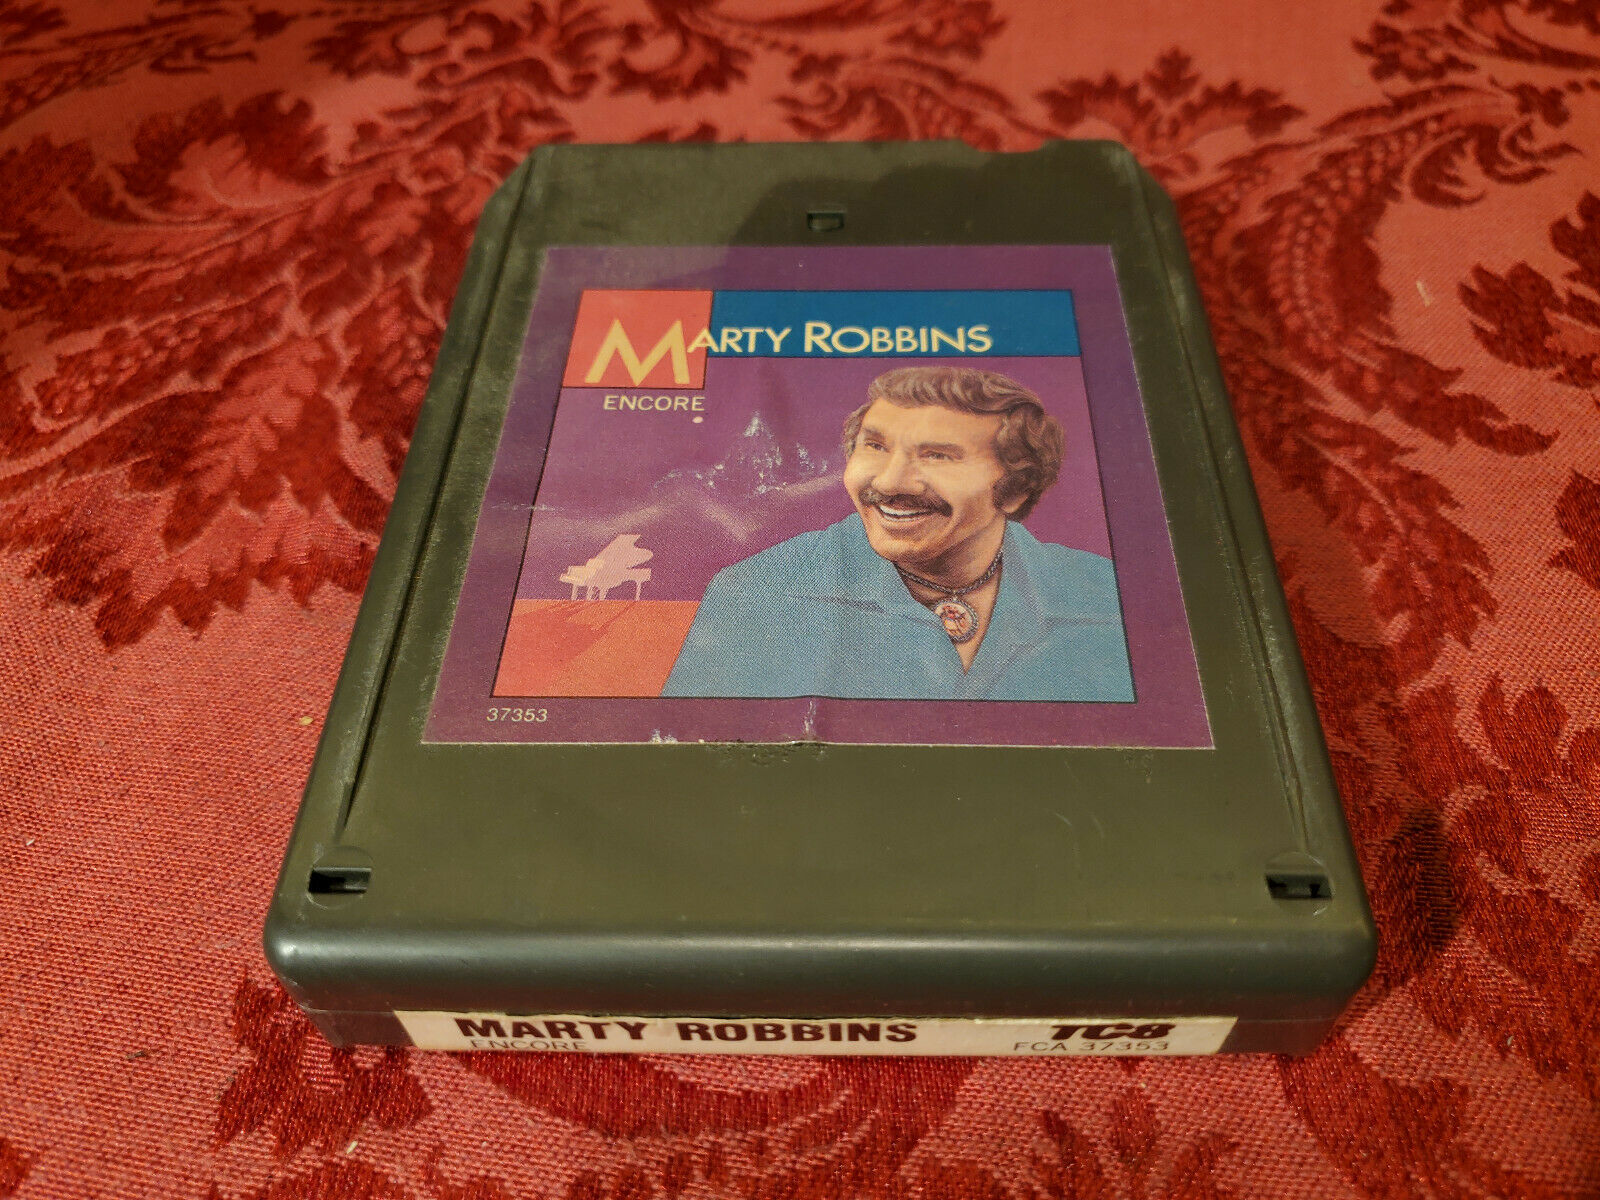 MARTY ROBBINS
ENCORE
37353
MARTY ROBBINS TC8
ENCORE FCA 37353